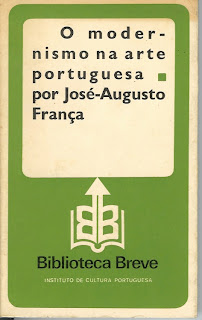 O moder-
nismo na arte
portuguesa
por José-Augusto
França
Biblioteca Breve
INSTITUTO DE CULTURA PORTUGUESA